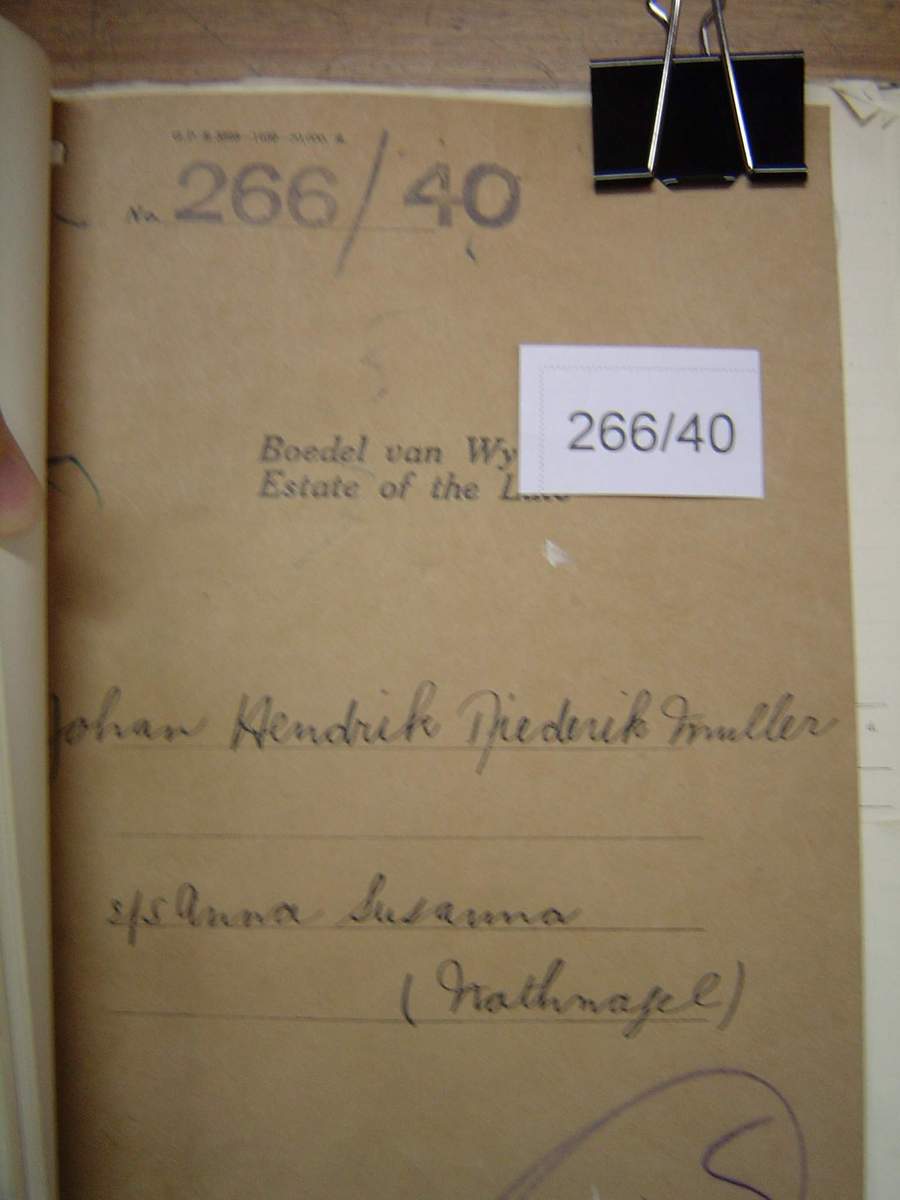 No. 266/40
266/40
Boedel van Wy
Estate of the Late
Johan Hendrik Diederik Muller
s/s Anna Susanna
(Nothnagel)